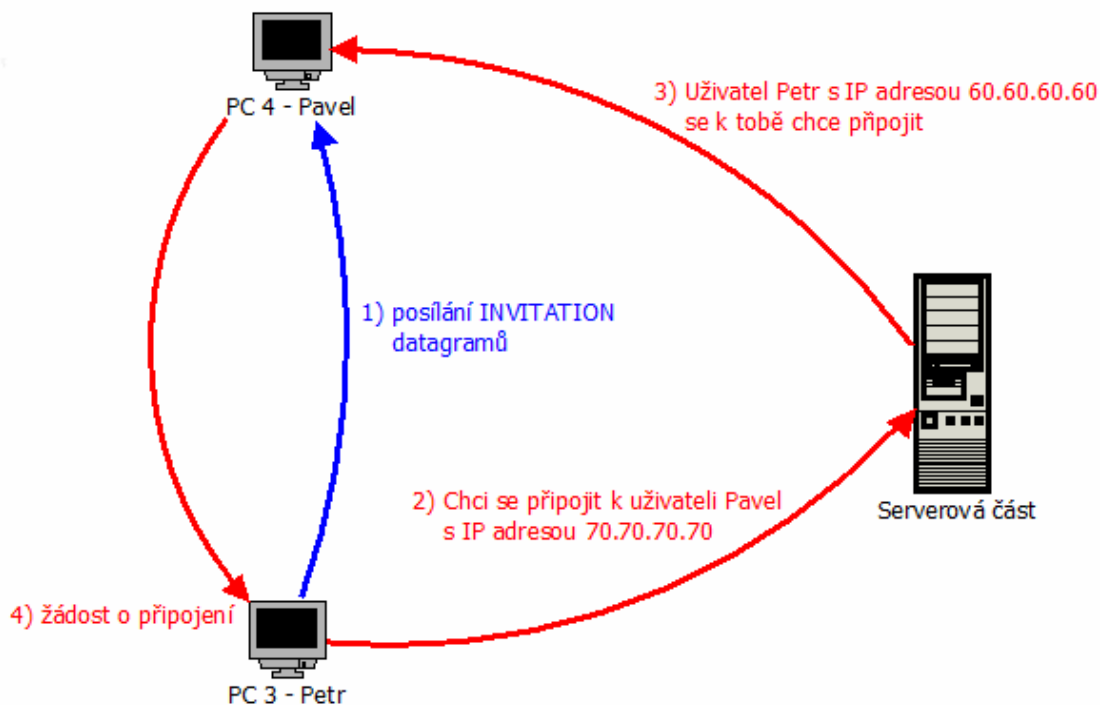 PC 4 - Pavel
3) Uživatel Petr s IP adresou 60.60.60.60
se k tobě chce připojit
1) posílání INVITATION
datagramů
2) Chci se připojit k uživateli Pavel
s IP adresou 70.70.70.70
Serverová část
4) žádost o připojení
PC 3 - Petr